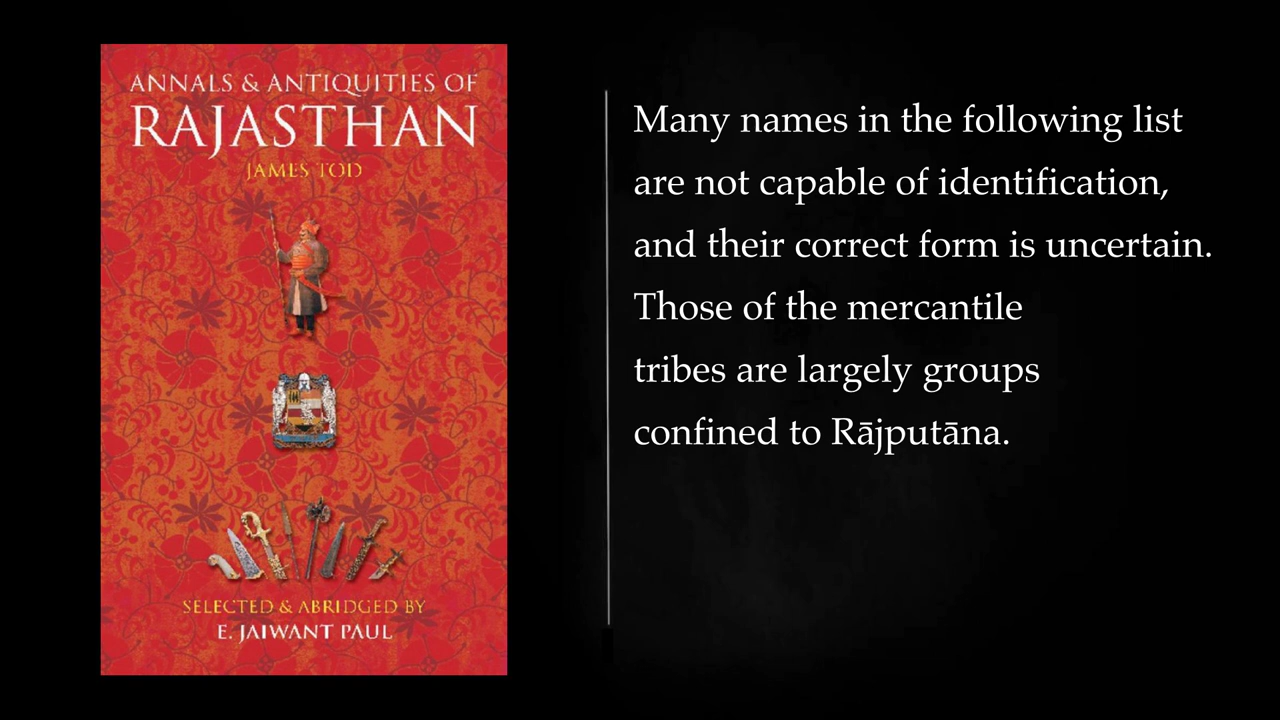 ANNALS & ANTIQUITIES OF
RAJASTHAN
JAMES TOD
SELECTED & ABRIDGED BY
E. JAIWANT PAUL
Many names in the following list
are not capable of identification,
and their correct form is uncertain.
Those of the mercantile
tribes are largely groups
confined to Rājputāna.